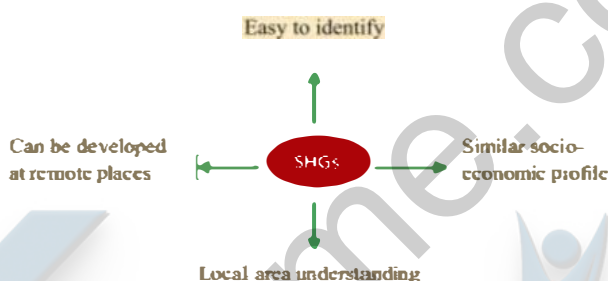 Easy to identify
Can be developed
at remote places
SHGs
Similar socio-
economic profile
Local area understanding